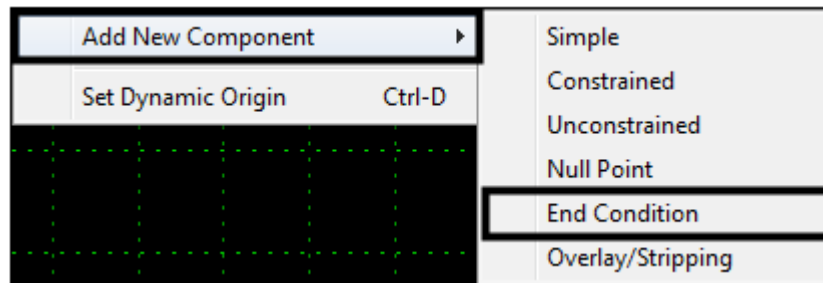 Add New Component
Set Dynamic Origin Ctrl-D
Simple
Constrained
Unconstrained
Null Point
End Condition
Overlay/Stripping